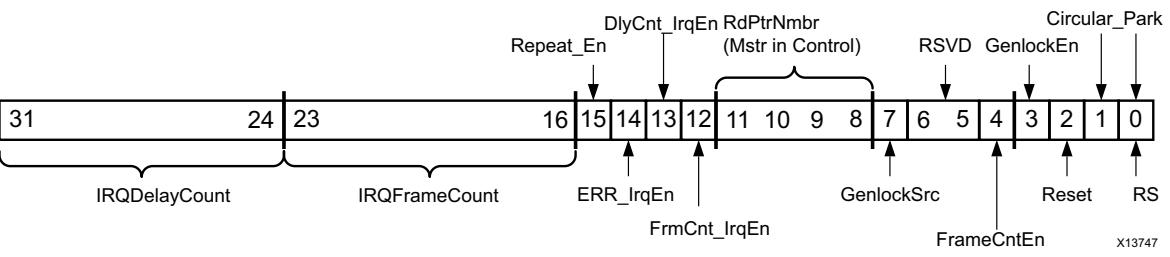 Circular_Park
DlyCnt_IrqEn RdPtrNmbr
Repeat_En (Mstr in Control) RSVD GenlockEn
31 24 23 16 15 14 13 12 11 10 9 8 7 6 5 4 3 2 1 0
IRQDelayCount IRQFrameCount ERR_IrqEn GenlockSrc Reset RS
FrmCnt_IrqEn FrameCntEn
X13747